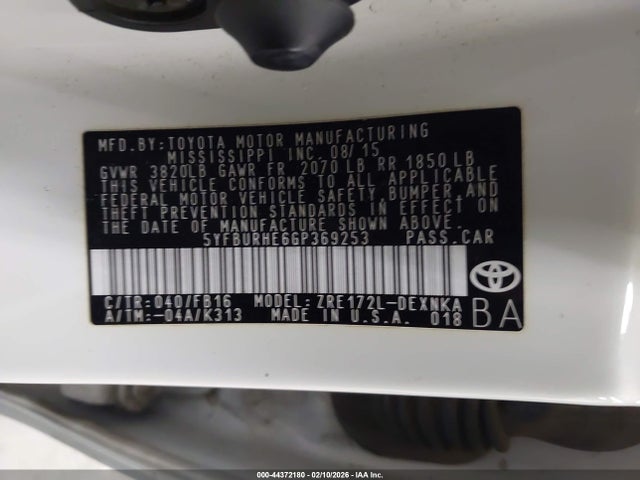 MFD.BY:TOYOTA MOTOR MANUFACTURING
MISSISSIPPI INC. 08/15
GVWR 3820LB GAWR FR 2070 LB RR 1850 LB
THIS VEHICLE CONFORMS TO ALL APPLICABLE
FEDERAL MOTOR VEHICLE SAFETY, BUMPER, AND
THEFT PREVENTION STANDARDS IN EFFECT ON
THE DATE OF MANUFACTURE SHOWN ABOVE.
5YFBURHE6GP369253 PASS.CAR
C/TR:040/FB16 MODEL:ZRE172L-DEXNKA
A/TM:-04A/K313 MADE IN U.S.A. 018 BA
000-44372180 - 02/10/2026 - IAA Inc.